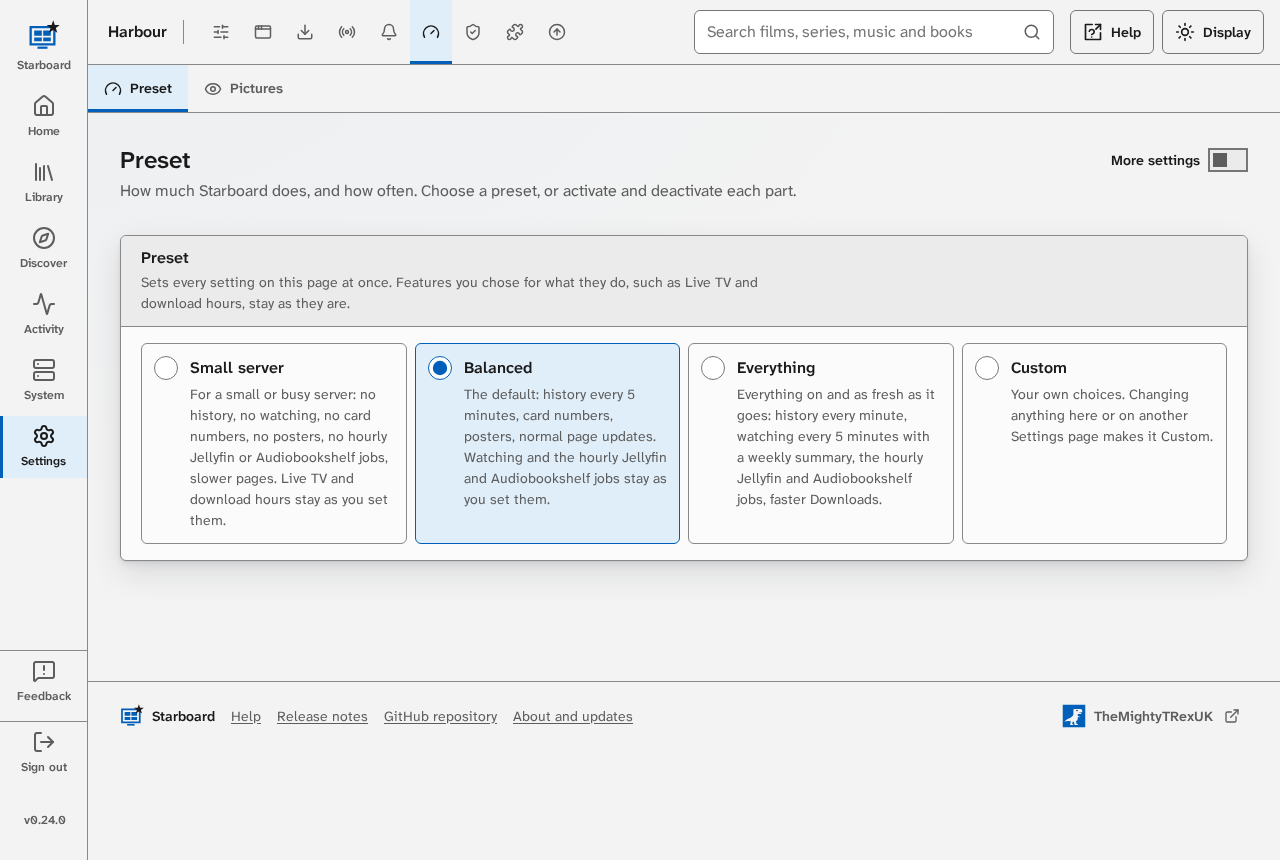 Starboard
Home
Library
Discover
Activity
System
Settings
Feedback
Sign out
v0.24.0
Harbour
Search films, series, music and books
Help
Display
Preset
Pictures
Preset
How much Starboard does, and how often. Choose a preset, or activate and deactivate each part.
More settings
Preset
Sets every setting on this page at once. Features you chose for what they do, such as Live TV and
download hours, stay as they are.
Small server
For a small or busy server: no
history, no watching, no card
numbers, no posters, no hourly
Jellyfin or Audiobookshelf jobs,
slower pages. Live TV and
download hours stay as you set
them.
Balanced
The default: history every 5
minutes, card numbers,
posters, normal page updates.
Watching and the hourly Jellyfin
and Audiobookshelf jobs stay as
you set them.
Everything
Everything on and as fresh as it
goes: history every minute,
watching every 5 minutes with
a weekly summary, the hourly
Jellyfin and Audiobookshelf
jobs, faster Downloads.
Custom
Your own choices. Changing
anything here or on another
Settings page makes it Custom.
Starboard
Help
Release notes
GitHub repository
About and updates
TheMightyTRexUK